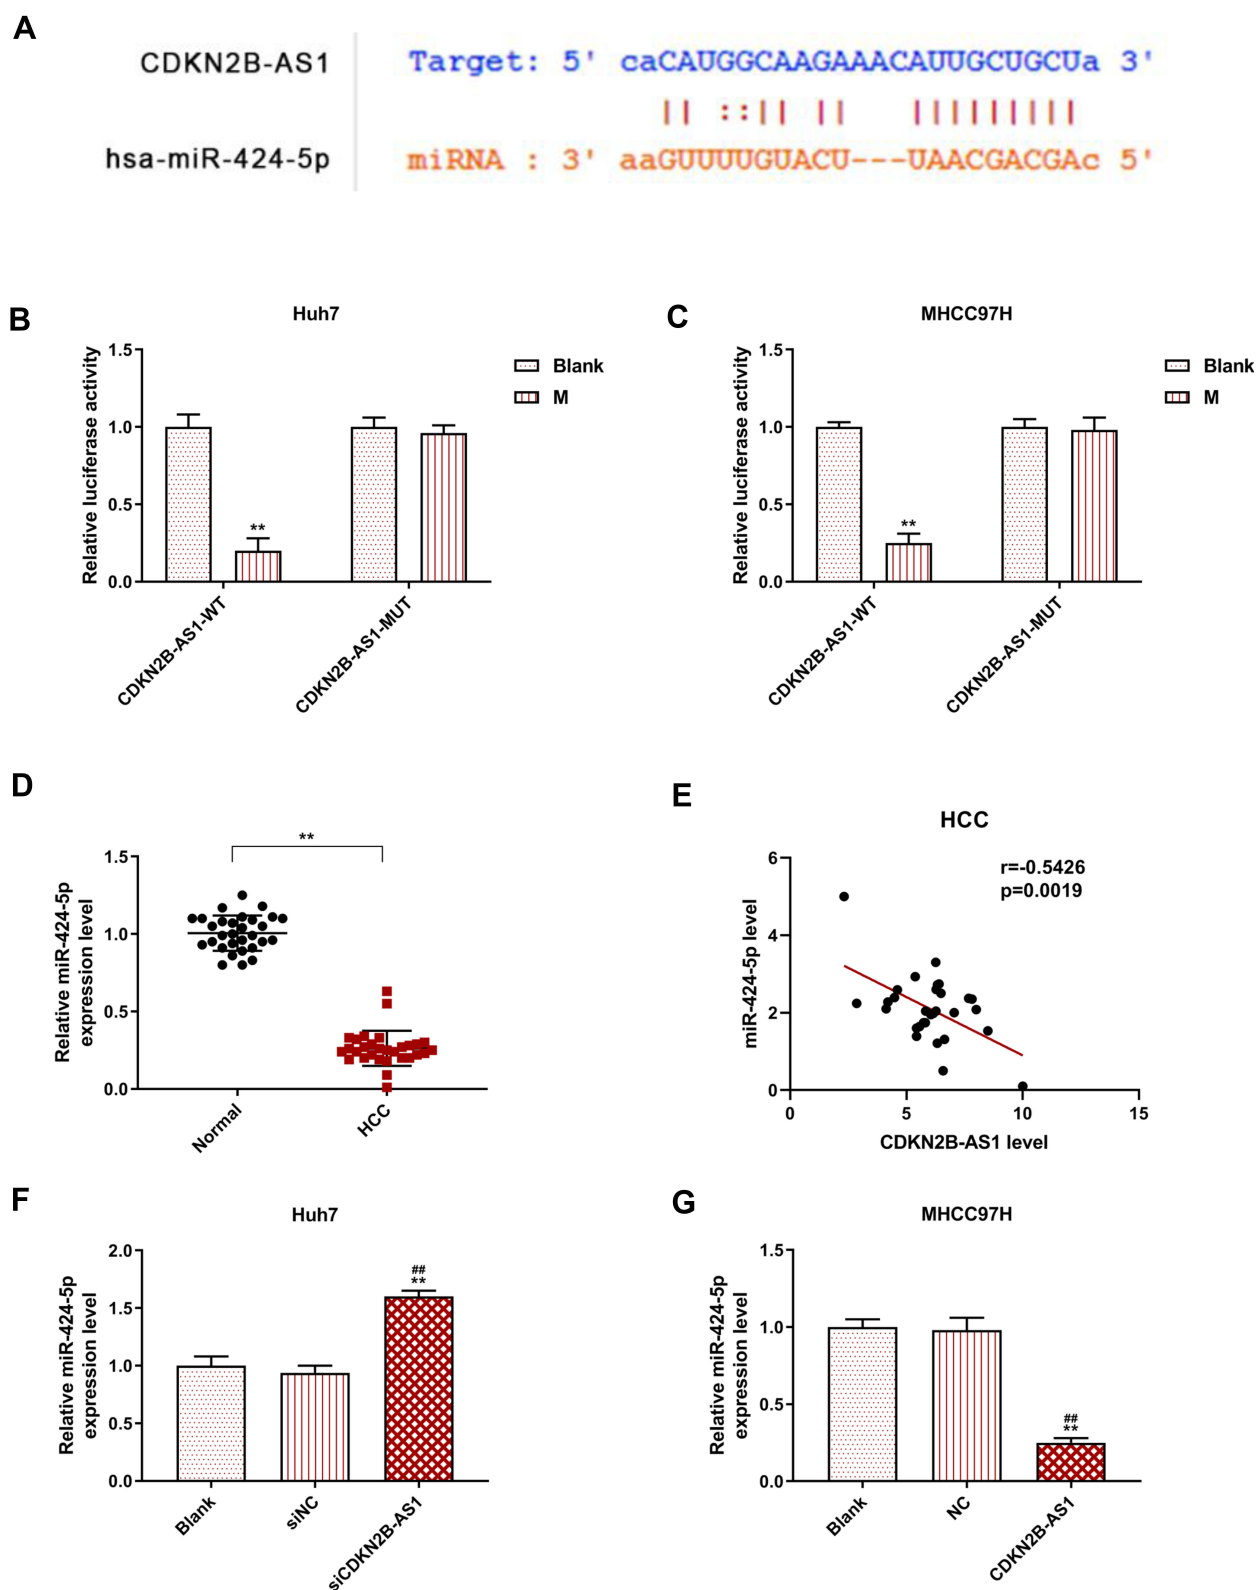 A
CDKN2B-AS1
Target: 5' caCAUGGCAAGAAACAUUGCUGCUa 3'
|| ::|| || |||||||||
hsa-miR-424-5p
miRNA : 3' aaGUUUUGUACU---UAACGACGAc 5'
B
Huh7
Relative luciferase activity
1.5
1.0
0.5
0.0
**
Blank
M
CDKN2B-AS1-WT
CDKN2B-AS1-MUT
C
MHCC97H
Relative luciferase activity
1.5
1.0
0.5
0.0
**
Blank
M
CDKN2B-AS1-WT
CDKN2B-AS1-MUT
D
Relative miR-424-5p
expression level
1.5
1.0
0.5
0.0
**
Normal
HCC
E
HCC
r=-0.5426
p=0.0019
miR-424-5p level
6
4
2
0
0
5
10
15
CDKN2B-AS1 level
F
Huh7
Relative miR-424-5p
expression level
2.0
1.5
1.0
0.5
0.0
##
**
Blank
siNC
siCDKN2B-AS1
G
MHCC97H
Relative miR-424-5p
expression level
1.5
1.0
0.5
0.0
##
**
Blank
NC
CDKN2B-AS1